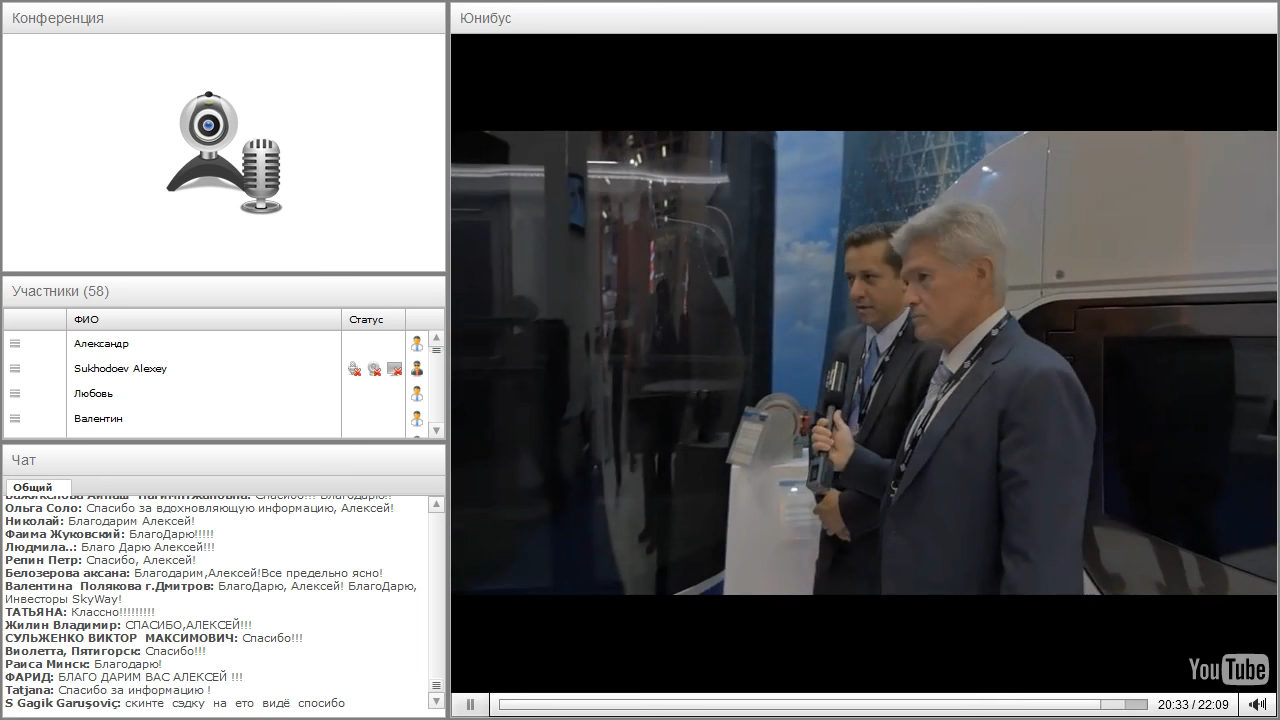 Конференция
Юнибус
Участники (58)
ФИО
Статус
Александр
Sukhodoev Alexey
Любовь
Валентин
Чат
Общий
Спасибо!!! Благодарю!!
Ольга Соло: Спасибо за вдохновляющую информацию, Алексей!
Николай: Благодарим Алексей!
Фаима Жуковский: БлагоДарю!!!!!
Людмила..: Благо Дарю Алексей!!!
Репин Петр: Спасибо, Алексей!
Белозерова аксана: Благодарим,Алексей!Все предельно ясно!
Валентина Полякова г.Дмитров: БлагоДарю, Алексей! БлагоДарю,
Инвесторы SkyWay!
ТАТЬЯНА: Классно!!!!!!!!!
Жилин Владимир: СПАСИБО,АЛЕКСЕЙ!!!
СУЛЬЖЕНКО ВИКТОР МАКСИМОВИЧ: Спасибо!!!
Виолетта, Пятигорск: Спасибо!!!
Раиса Минск: Благодарю!
ФАРИД: БЛАГО ДАРИМ ВАС АЛЕКСЕЙ !!!
Tatjana: Спасибо за информацию !
S Gagik Garuşoviç: скинте на ето видё спосибо
YouTube
20:33 / 22:09